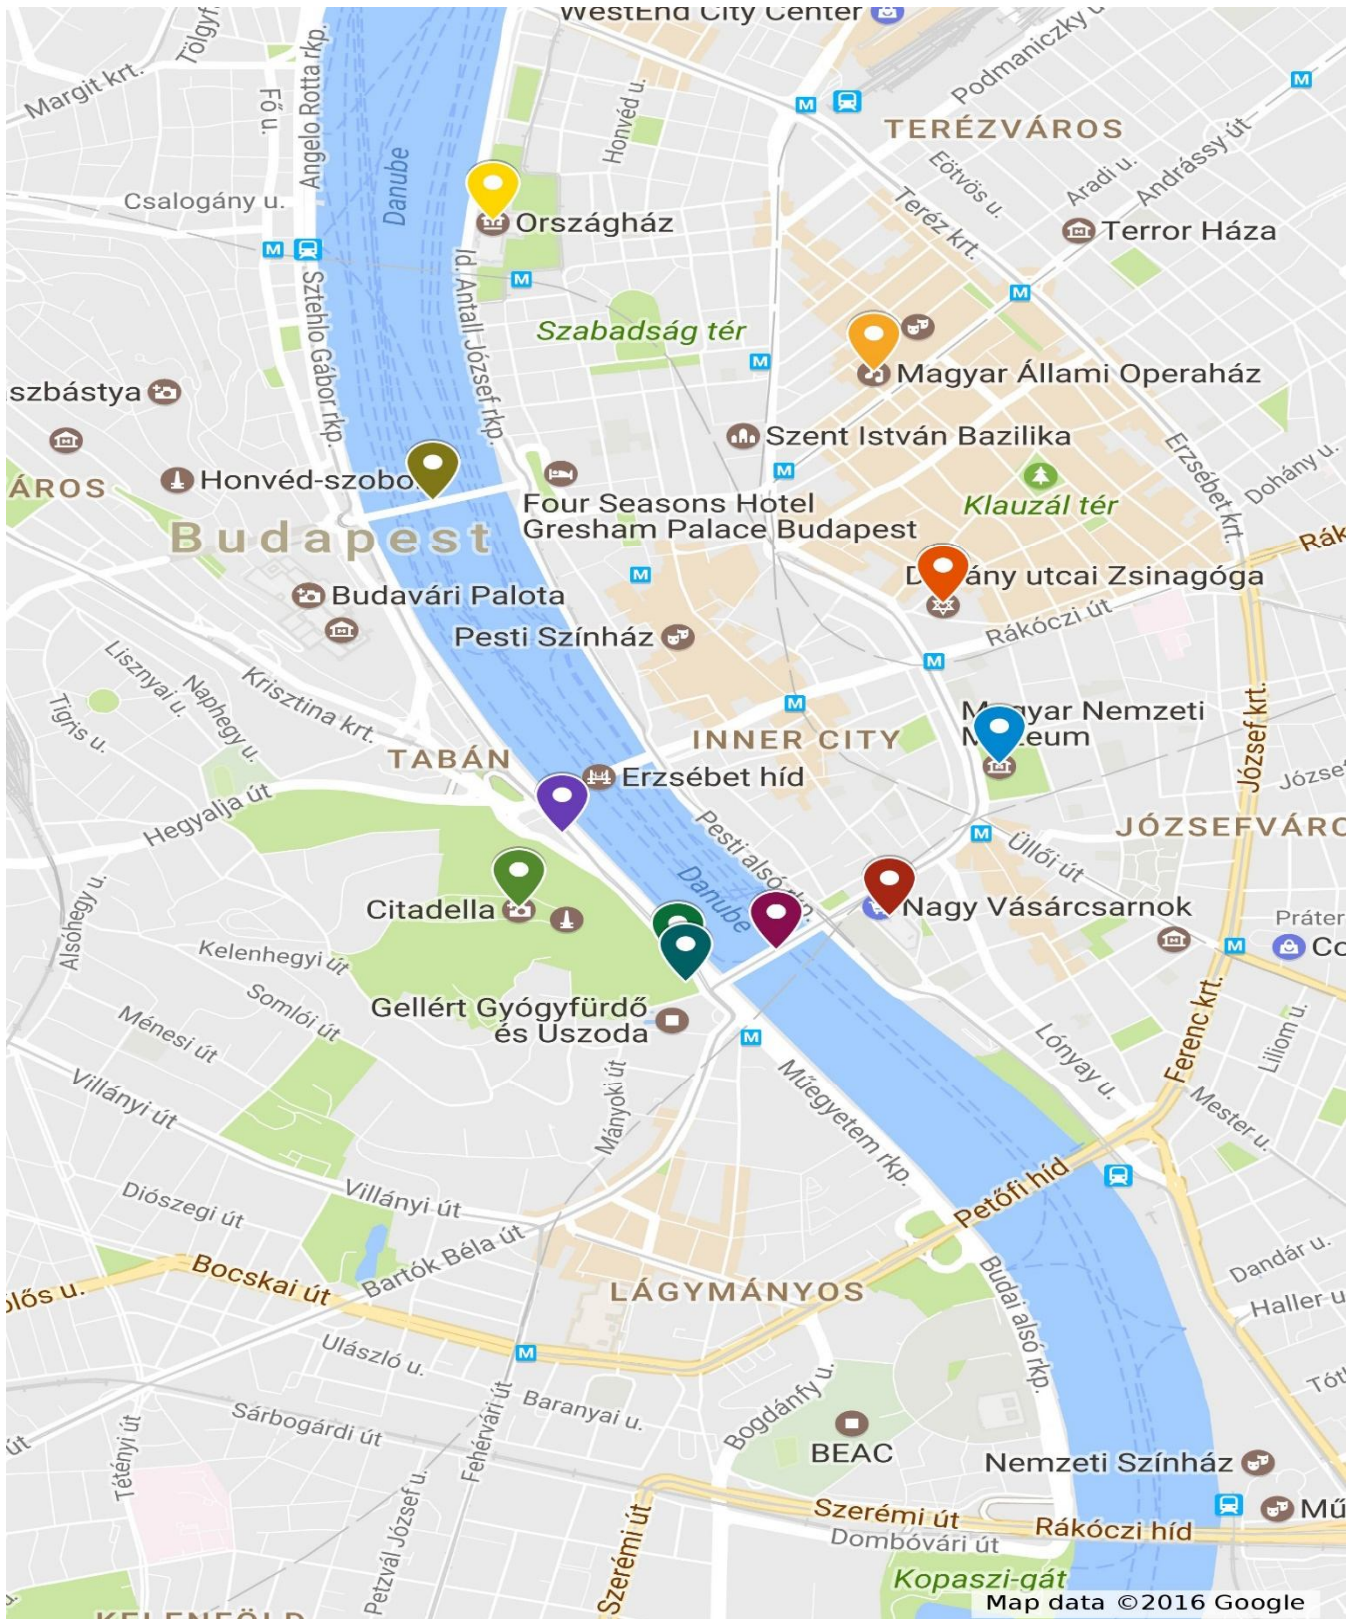 WestEnd City Center
Tölgyf
Margit krt.
Fő u.
Angelo Rotta rkp.
Danube
Honvéd u.
Podmaniczky u
TERÉZVÁROS
Eötvös u.
Aradi u.
Andrássy út
Csalogány u.
Országház
Teréz krt.
Terror Háza
M
M
M
M
M
Id. Antall József rkp.
Sztehlo Gábor rkp.
Szabadság tér
M
szbástya
Magyar Állami Operaház
Szent István Bazilika
Erzsébet krt.
Dohány u.
ÁROS
Honvéd-szobo
M
Klauzál tér
Four Seasons Hotel
Gresham Palace Budapest
Budapest
Rák
M
D ány utcai Zsinagóga
Budavári Palota
Rákóczi út
Pesti Színház
M
Lisznyai u.
Naphegy u.
Tigris u.
Krisztina krt.
József krt.
M
Magyar Nemzeti
M eum
INNER CITY
TABÁN
Erzsébet híd
Józse
Hegyalja út
Pesti alsó rkp.
M
Üllői út
JÓZSEFVÁRO
Danube
Alsóhegy u.
Citadella
Nagy Vásárcsarnok
Práter
Kelenhegyi út
M
Co
Somlói út
Gellért Gyógyfürdő
és Uszoda
Ménesi út
M
Lónyay u.
Ferenc krt.
Liliom u.
Villányi út
Mányoki út
Műegyetem rkp.
Mester u.
Petőfi híd
Diószegi út
Villányi út
Bartók Béla út
Dandár u.
Bocskai út
ölős u.
LÁGYMÁNYOS
Budai alsó rkp.
Haller u
Ulászló u.
M
Tót
Baranyai u.
Bogdánfy u.
Sárbogárdi út
Fehérvári út
út
Tétényi út
BEAC
Nemzeti Színház
Petzvál József u.
Szerémi út
Szerémi út
Rákóczi híd
Mű
Dombóvári út
Kopaszi-gát
Map data ©2016 Google
KELENFÖLD